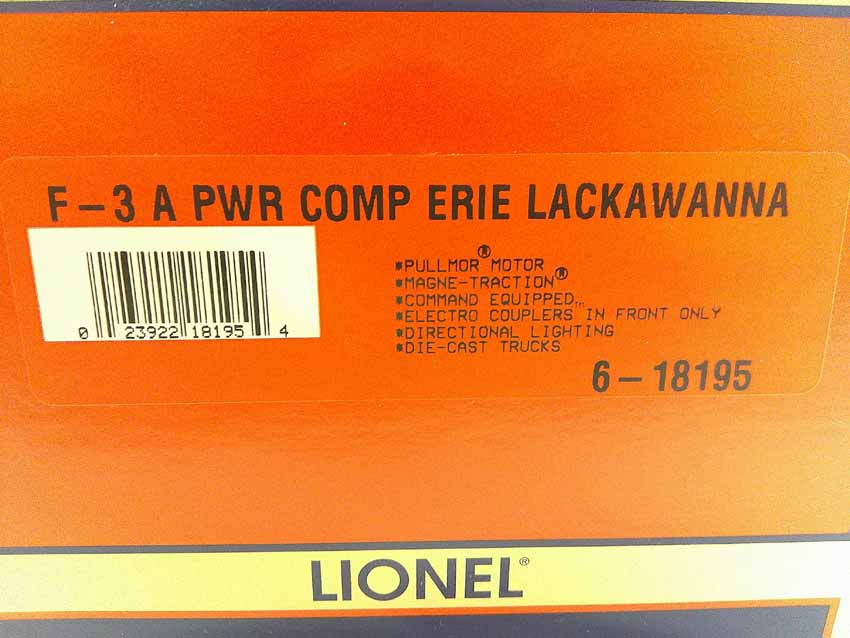 F-3 A PWR COMP ERIE LACKAWANNA
0 23922 18195 4
*PULLMOR® MOTOR
*MAGNE-TRACTION®
*COMMAND EQUIPPED™
*ELECTRO COUPLERS IN FRONT ONLY
*DIRECTIONAL LIGHTING
*DIE-CAST TRUCKS
6-18195
LIONEL®